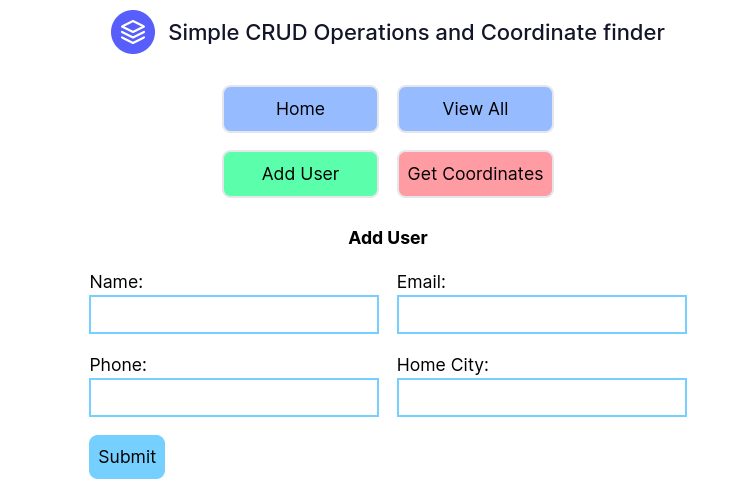 Simple CRUD Operations and Coordinate finder
Home
View All
Add User
Get Coordinates
Add User
Name:
Email:
Phone:
Home City:
Submit